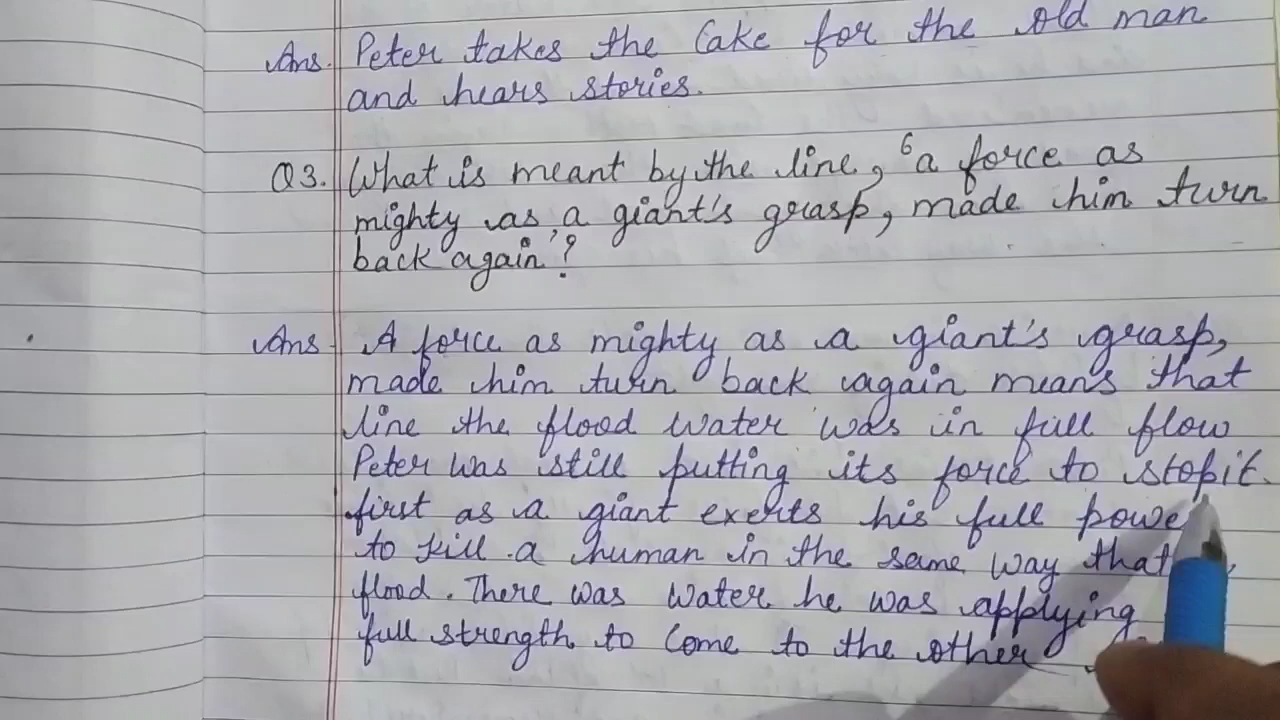 Ans. Peter takes the Cake for the old man
and hears stories.
Q3. What is meant by the line, 'a force as
mighty as a giant's grasp, made him turn
back again'?
Ans A force as mighty as a giant's grasp,
made him turn back again means that
line the flood water was in full flow
Peter was still putting its force to stop it.
first as a giant exerts his full powe
to kill a human in the same way that
flood. There was water he was applying
full strength to Come to the other